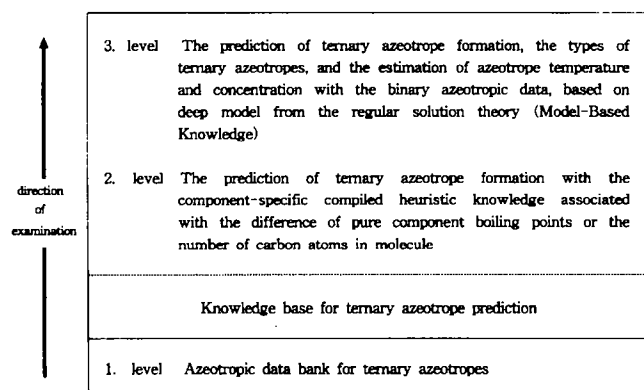 3. level The prediction of ternary azeotrope formation, the types of
ternary azeotropes, and the estimation of azeotrope temperature
and concentration with the binary azeotropic data, based on
deep model from the regular solution theory (Model-Based
Knowledge)
2. level The prediction of ternary azeotrope formation with the
component-specific compiled heuristic knowledge associated
with the difference of pure component boiling points or the
number of carbon atoms in molecule
direction
of
examination
Knowledge base for ternary azeotrope prediction
1. level Azeotropic data bank for ternary azeotropes